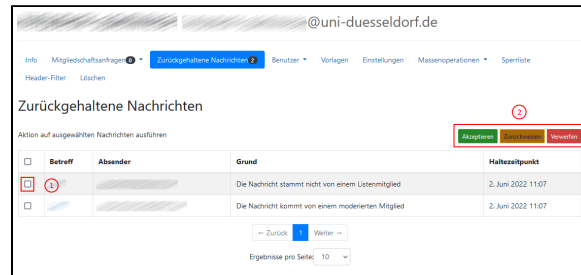 @uni-duesseldorf.de
Info Mitgliedschaftsanfragen 0 Zurückgehaltene Nachrichten 2 Benutzer Vorlagen Einstellungen Massenoperationen Sperrliste
Header-Filter Löschen
Zurückgehaltene Nachrichten
2
Aktion auf ausgewählten Nachrichten ausführen Akzeptieren Zurückweisen Verwerfen
Betreff Absender Grund Haltezeitpunkt
1 Die Nachricht stammt nicht von einem Listenmitglied 2. Juni 2022 11:07
Die Nachricht kommt von einem moderierten Mitglied 2. Juni 2022 11:07
← Zurück 1 Weiter →
Ergebnisse pro Seite: 10